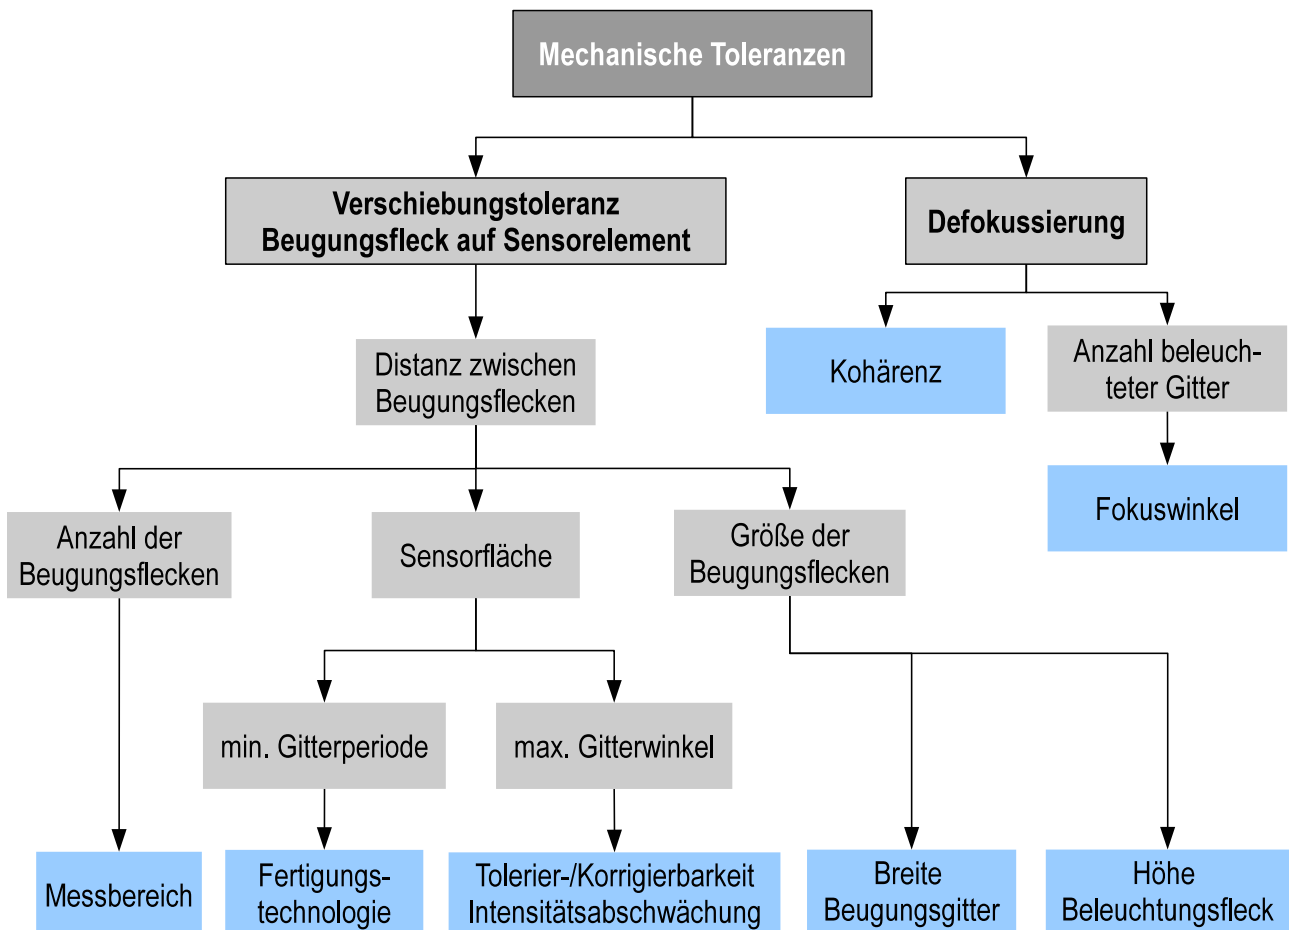 Mechanische Toleranzen
Verschiebungstoleranz
Beugungsfleck auf Sensorelement
Defokussierung
Distanz zwischen
Beugungsflecken
Kohärenz
Anzahl beleuch-
teter Gitter
Fokuswinkel
Anzahl der
Beugungsflecken
Sensorfläche
Größe der
Beugungsflecken
min. Gitterperiode
max. Gitterwinkel
Messbereich
Fertigungs-
technologie
Tolerier-/Korrigierbarkeit
Intensitätsabschwächung
Breite
Beugungsgitter
Höhe
Beleuchtungsfleck